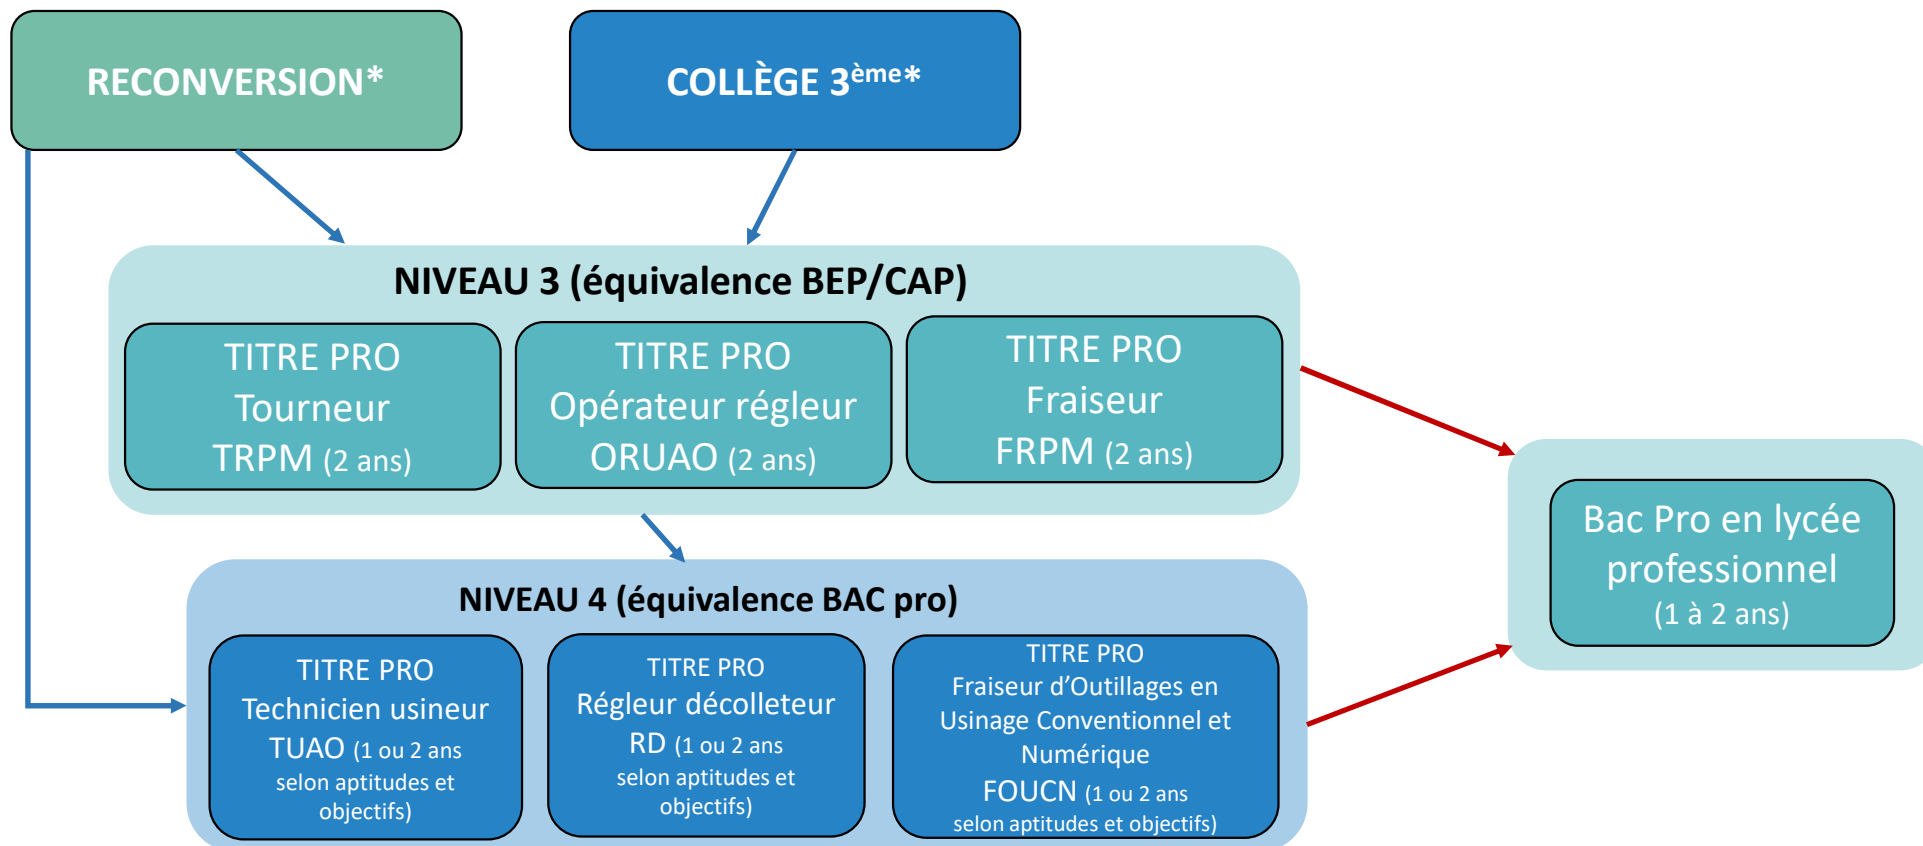 RECONVERSION*
COLLÈGE 3ème*
NIVEAU 3 (équivalence BEP/CAP)
TITRE PRO
Tourneur
TRPM (2 ans)
TITRE PRO
Opérateur régleur
ORUAO (2 ans)
TITRE PRO
Fraiseur
FRPM (2 ans)
Bac Pro en lycée
professionnel
(1 à 2 ans)
NIVEAU 4 (équivalence BAC pro)
TITRE PRO
Technicien usineur
TUAO (1 ou 2 ans
selon aptitudes et
objectifs)
TITRE PRO
Régleur décolleteur
RD (1 ou 2 ans
selon aptitudes et
objectifs)
TITRE PRO
Fraiseur d’Outillages en
Usinage Conventionnel et
Numérique
FOUCN (1 ou 2 ans
selon aptitudes et objectifs)